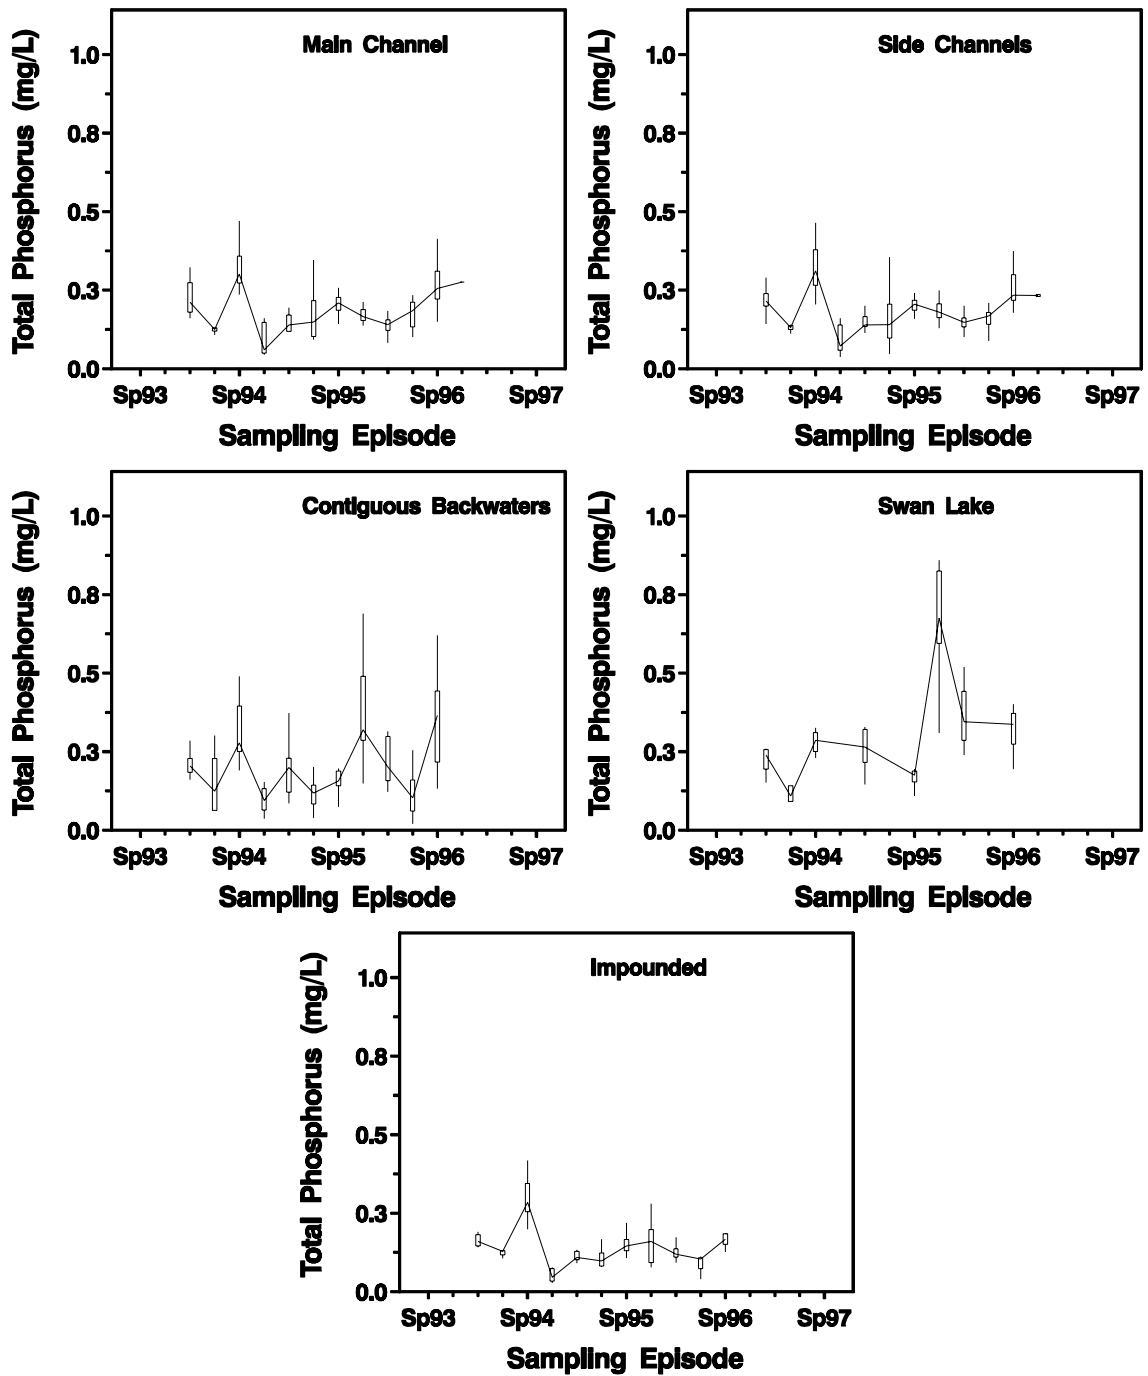 Main Channel
Total Phosphorus (mg/L)
1.0
0.8
0.5
0.3
0.0
Sp93 Sp94 Sp95 Sp96 Sp97
Sampling Episode
Side Channels
Total Phosphorus (mg/L)
1.0
0.8
0.5
0.3
0.0
Sp93 Sp94 Sp95 Sp96 Sp97
Sampling Episode
Contiguous Backwaters
Total Phosphorus (mg/L)
1.0
0.8
0.5
0.3
0.0
Sp93 Sp94 Sp95 Sp96 Sp97
Sampling Episode
Swan Lake
Total Phosphorus (mg/L)
1.0
0.8
0.5
0.3
0.0
Sp93 Sp94 Sp95 Sp96 Sp97
Sampling Episode
Impounded
Total Phosphorus (mg/L)
1.0
0.8
0.5
0.3
0.0
Sp93 Sp94 Sp95 Sp96 Sp97
Sampling Episode